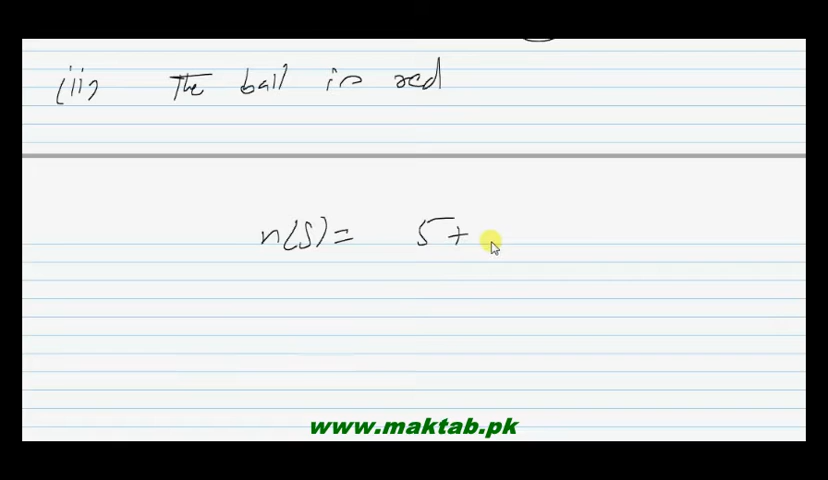 (ii) The ball is red
n(S) = 5 +
www.maktab.pk